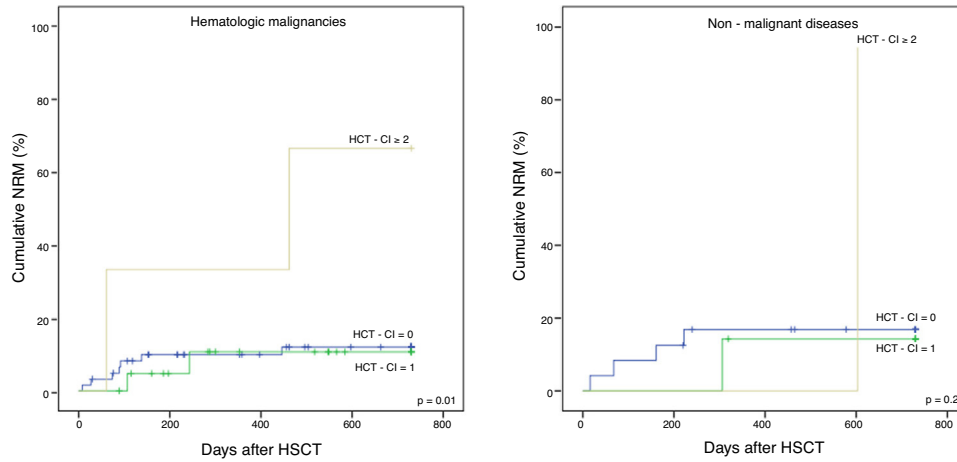 Hematologic malignancies
100
80
60
40
20
0
Cumulative NRM (%)
HCT - CI ≥ 2
HCT - CI = 0
HCT - CI = 1
p = 0.01
0 200 400 600 800
Days after HSCT
Non - malignant diseases
100
80
60
40
20
0
Cumulative NRM (%)
HCT - CI ≥ 2
HCT - CI = 0
HCT - CI = 1
p = 0.2
0 200 400 600 800
Days after HSCT